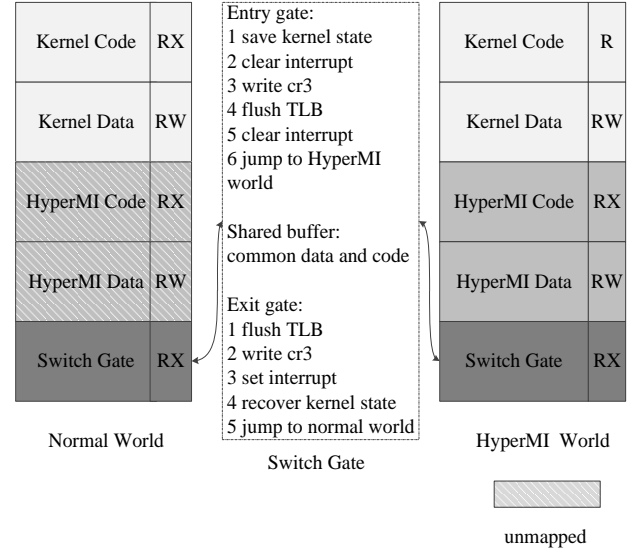 Kernel Code RX
Kernel Data RW
HyperMI Code RX
HyperMI Data RW
Switch Gate RX
Normal World
Entry gate:
1 save kernel state
2 clear interrupt
3 write cr3
4 flush TLB
5 clear interrupt
6 jump to HyperMI
world
Shared buffer:
common data and code
Exit gate:
1 flush TLB
2 write cr3
3 set interrupt
4 recover kernel state
5 jump to normal world
Switch Gate
Kernel Code R
Kernel Data RW
HyperMI Code RX
HyperMI Data RW
Switch Gate RX
HyperMI World
unmapped